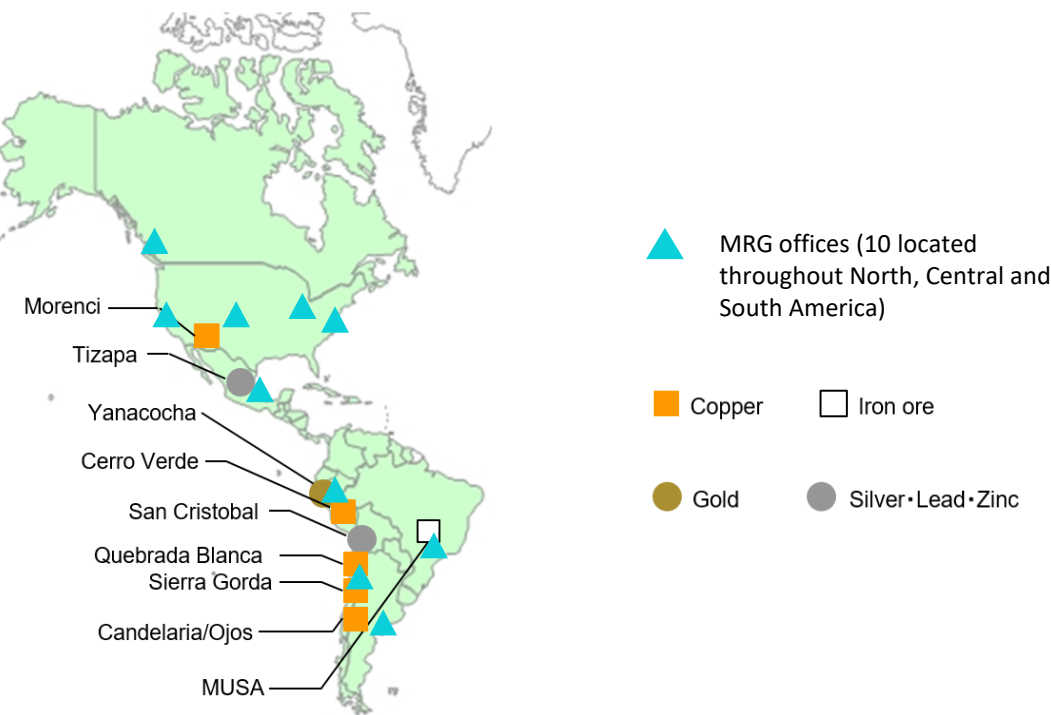 Morenci
Tizapa
Yanacocha
Cerro Verde
San Cristobal
Quebrada Blanca
Sierra Gorda
Candelaria/Ojos
MUSA
MRG offices (10 located
throughout North, Central and
South America)
Copper
Iron ore
Gold
Silver・Lead・Zinc